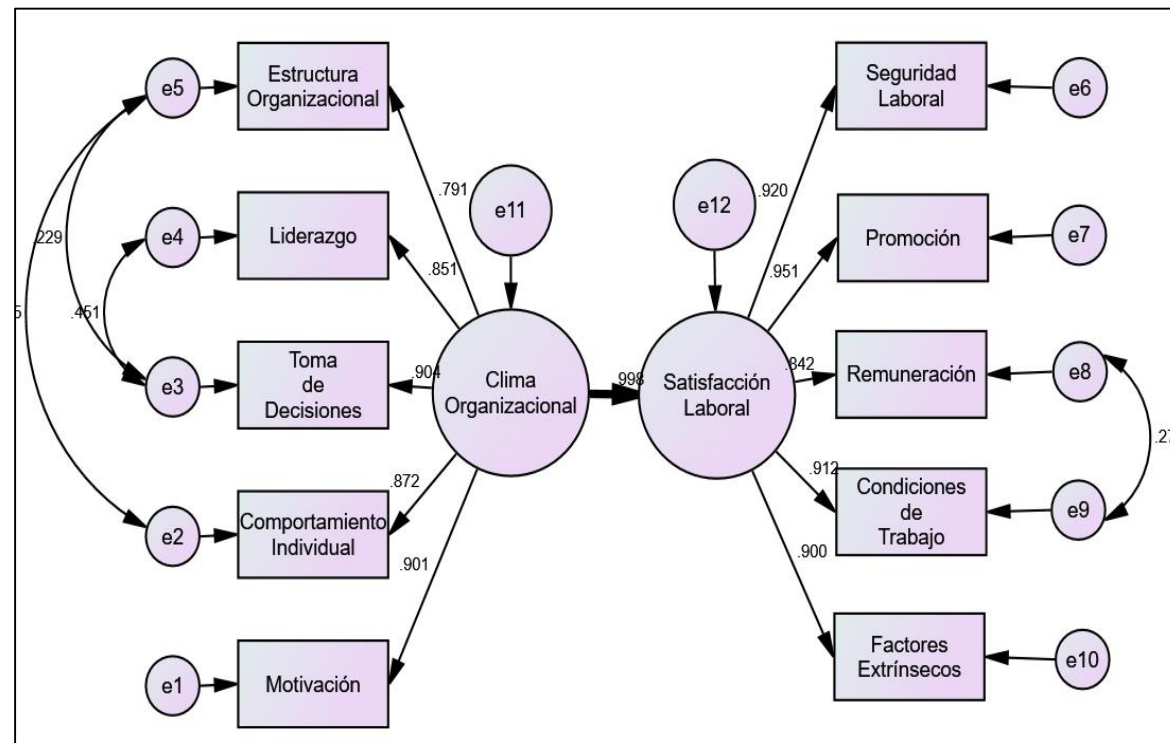 e5
Estructura
Organizacional
Seguridad
Laboral
e6
.791
.920
e11
e12
.229
e4
Liderazgo
Promoción
e7
.851
.951
.451
e3
Toma
de
Decisiones
.904
Clima
Organizacional
.998
Satisfacción
Laboral
.842
Remuneración
e8
.872
.912
e2
Comportamiento
Individual
Condiciones
de
Trabajo
e9
.901
.900
e1
Motivación
Factores
Extrínsecos
e10